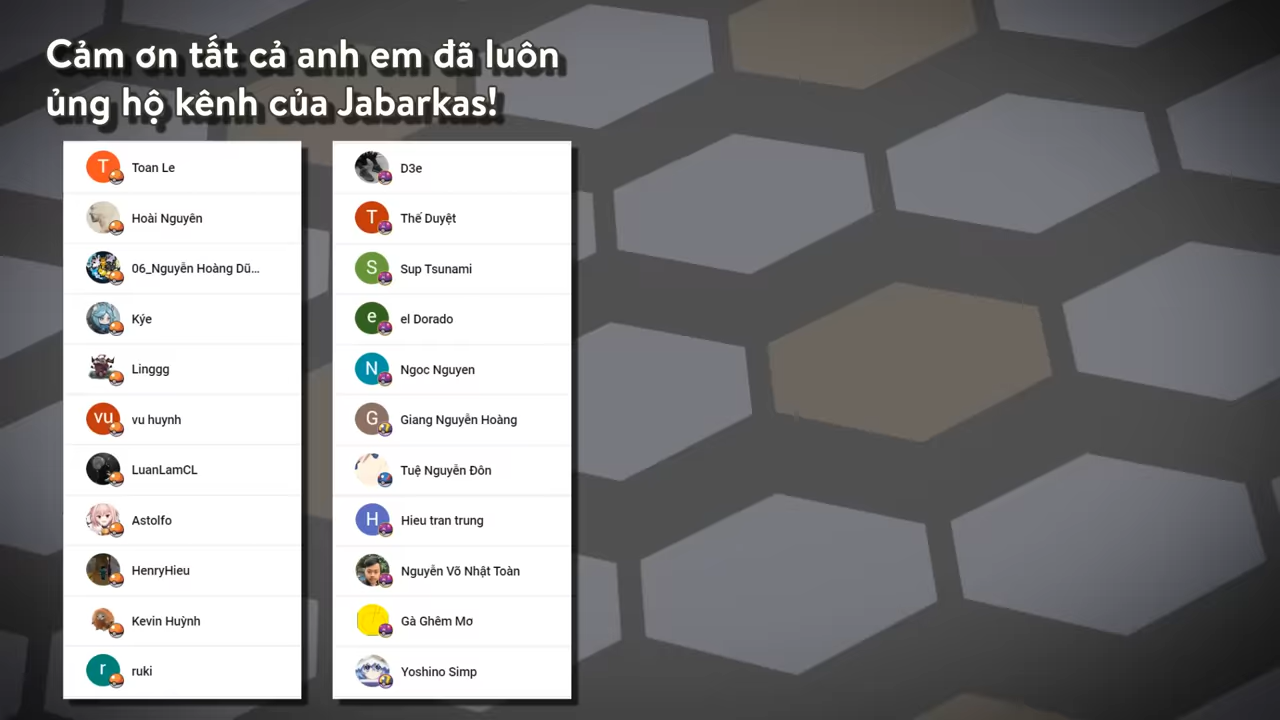 Cảm ơn tất cả anh em đã luôn
ủng hộ kênh của Jabarkas!
T Toan Le
Hoài Nguyên
06_Nguyễn Hoàng Dũ...
Kýe
Linggg
vu vu huynh
LuanLamCL
Astolfo
HenryHieu
Kevin Huỳnh
r ruki
D3e
T Thế Duyệt
S Sup Tsunami
e el Dorado
N Ngoc Nguyen
G Giang Nguyễn Hoàng
Tuệ Nguyễn Đôn
H Hieu tran trung
Nguyễn Võ Nhật Toàn
Gà Ghêm Mơ
Yoshino Simp